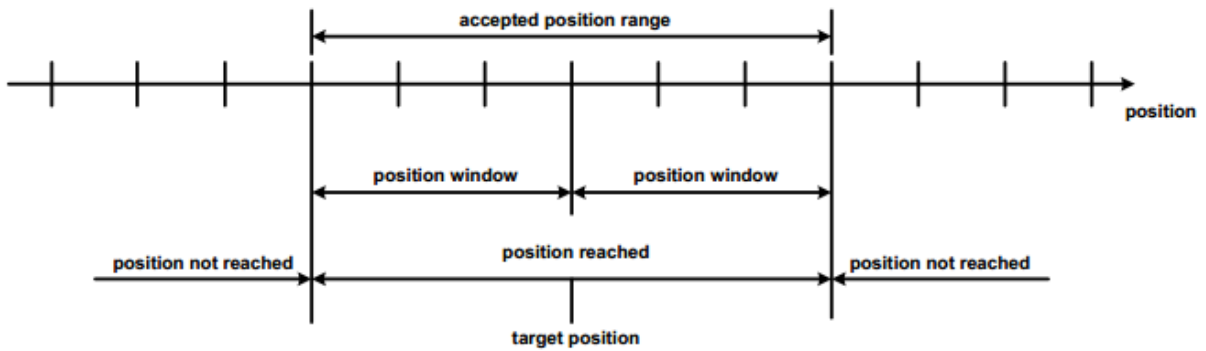 accepted position range
position
position window
position window
position not reached
position reached
position not reached
target position